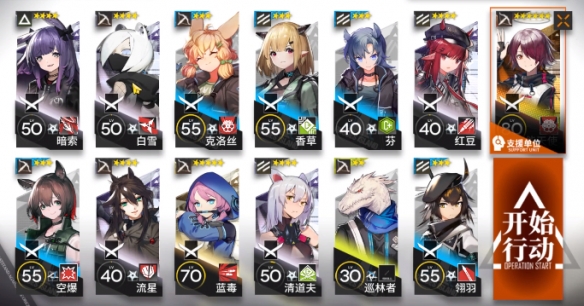 50 暗索
50 白雪
55 克洛丝
55 香草
40 芬
40 红豆
支援单位
SUPPORT UNIT
55 空爆
40 流星
70 蓝毒
50 清道夫
30 巡林者
55 翎羽
开始
行动
OPERATION START